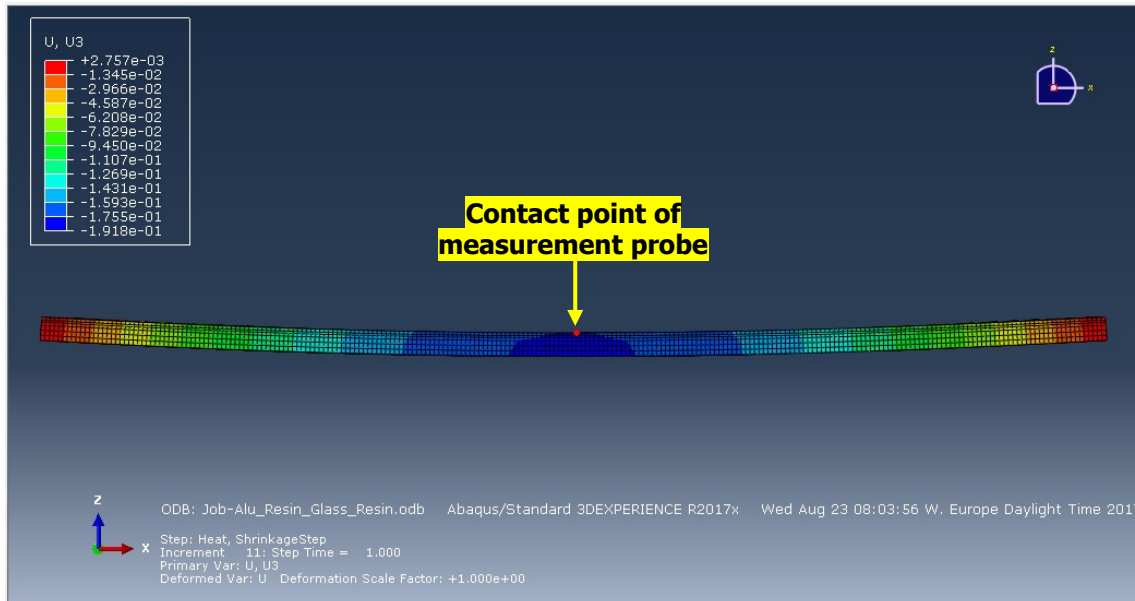 U, U3
+2.757e-03
-1.345e-02
-2.966e-02
-4.587e-02
-6.208e-02
-7.829e-02
-9.450e-02
-1.107e-01
-1.269e-01
-1.431e-01
-1.593e-01
-1.755e-01
-1.918e-01
z
x
Contact point of
measurement probe
Z
X
ODB: Job-Alu_Resin_Glass_Resin.odb Abaqus/Standard 3DEXPERIENCE R2017x Wed Aug 23 08:03:56 W. Europe Daylight Time 201
Step: Heat, ShrinkageStep
Increment 11: Step Time = 1.000
Primary Var: U, U3
Deformed Var: U Deformation Scale Factor: +1.000e+00